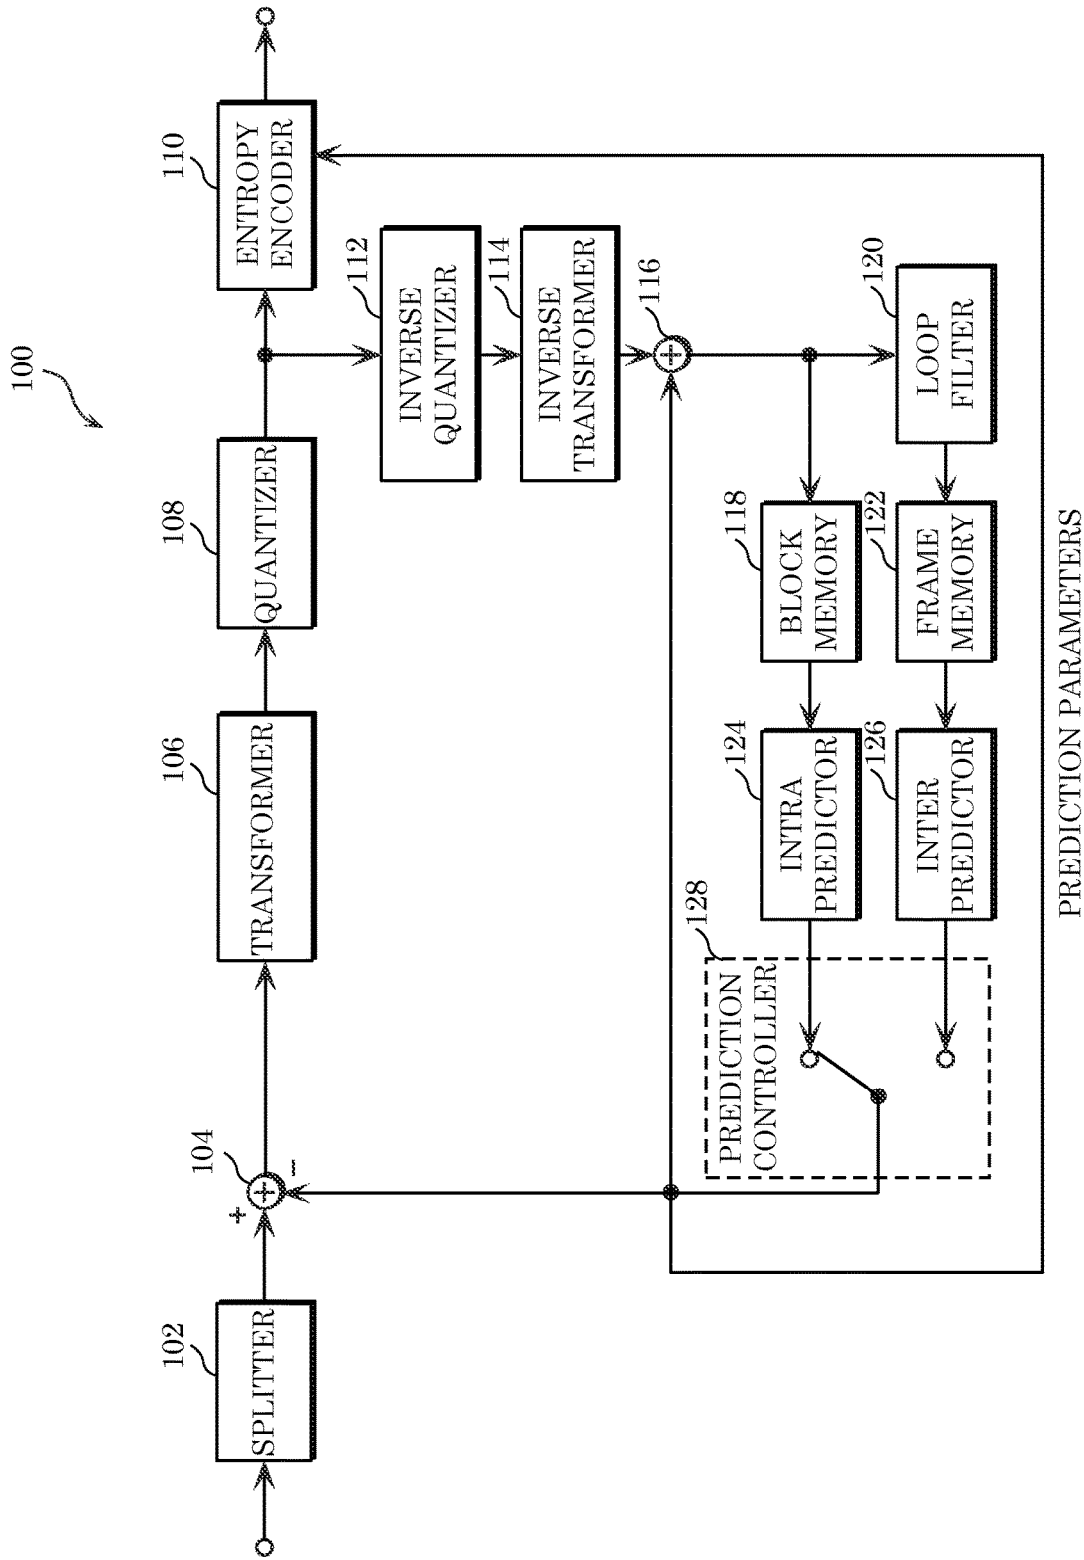 100
102
SPLITTER
104
+
−
106
TRANSFORMER
108
QUANTIZER
110
ENTROPY
ENCODER
112
INVERSE
QUANTIZER
114
INVERSE
TRANSFORMER
116
+
+
128
PREDICTION
CONTROLLER
124
INTRA
PREDICTOR
118
BLOCK
MEMORY
126
INTER
PREDICTOR
122
FRAME
MEMORY
120
LOOP
FILTER
PREDICTION PARAMETERS